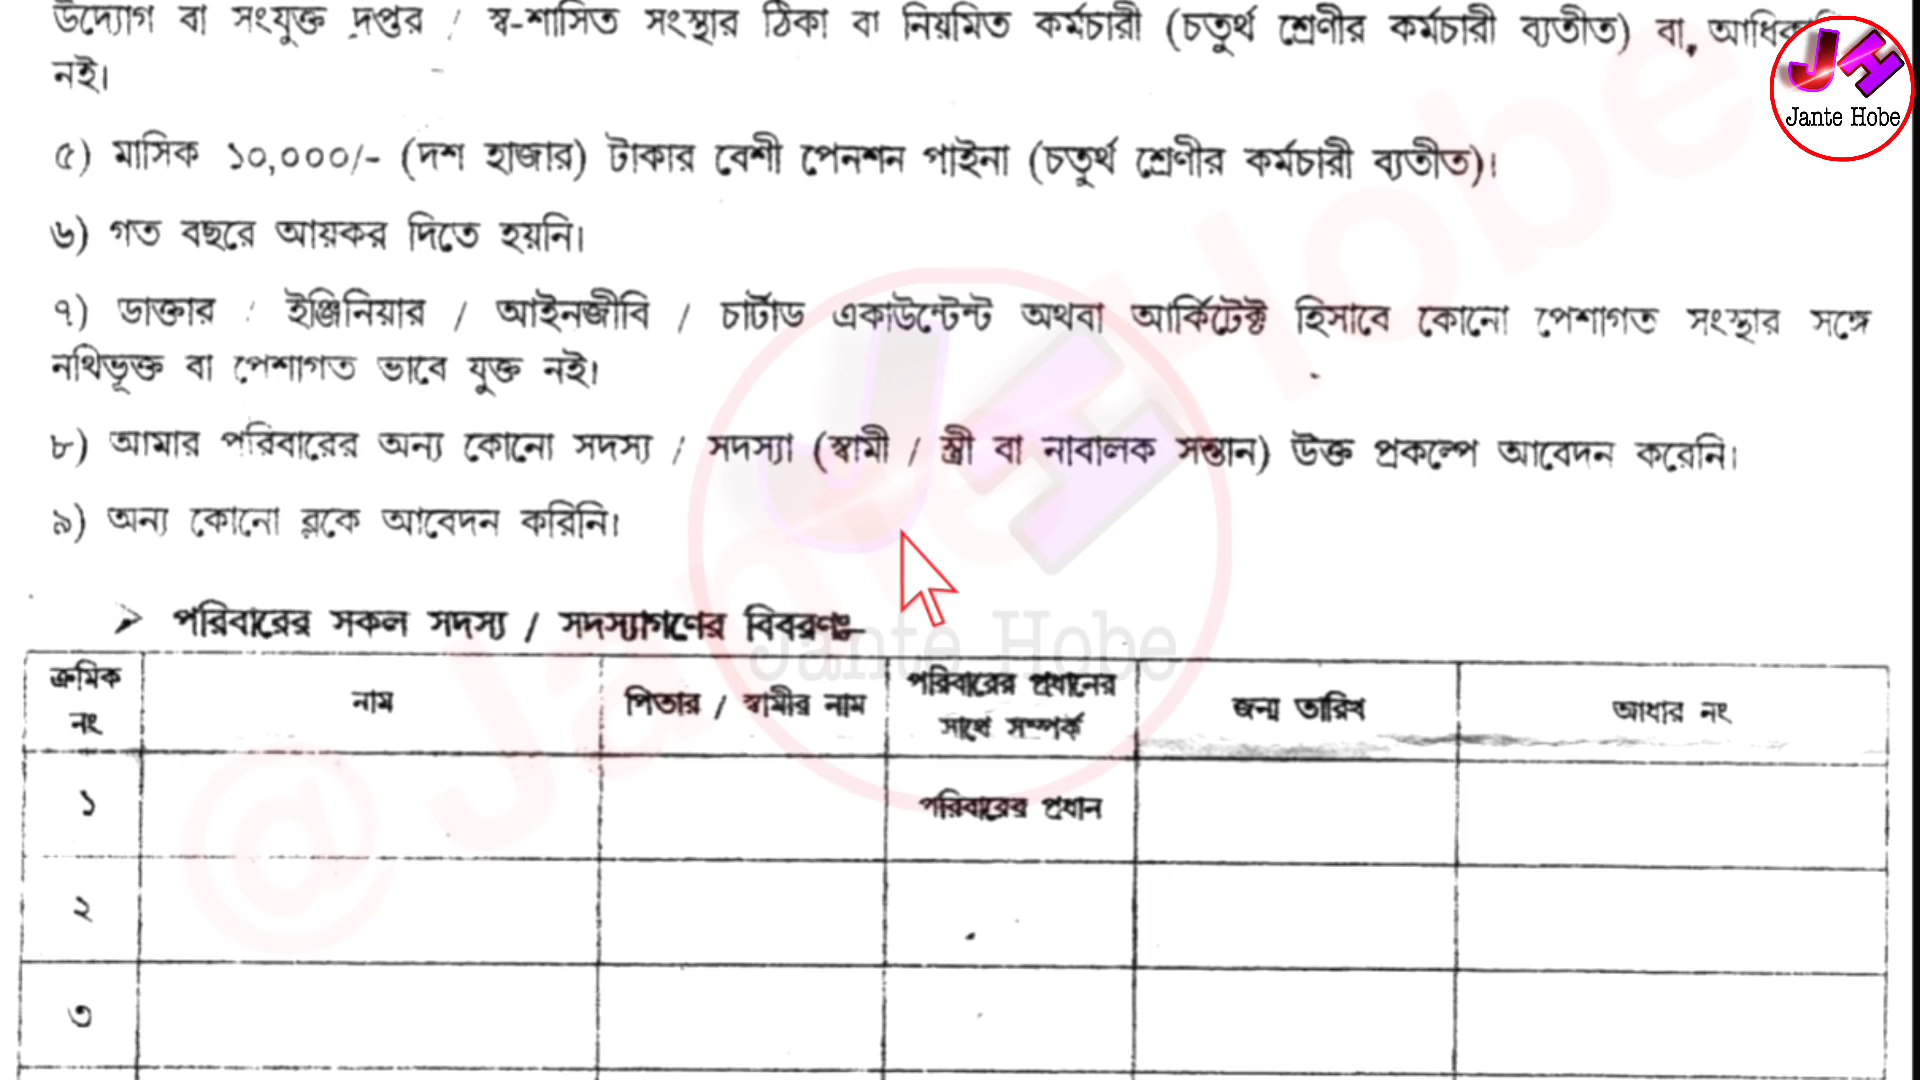 উদ্যোগ বা সংযুক্ত দপ্তর / স্ব-শাসিত সংস্থার ঠিকা বা নিয়মিত কর্মচারী (চতুর্থ শ্রেণীর কর্মচারী ব্যতীত) বা
নই।
Jante Hobe
৫) মাসিক ১০,০০০/- (দশ হাজার) টাকার বেশী পেনশন পাইনা (চতুর্থ শ্রেণীর কর্মচারী ব্যতীত)।
৬) গত বছরে আয়কর দিতে হয়নি।
৭) ডাক্তার / ইঞ্জিনিয়ার / আইনজীবি / চার্টার্ড একাউন্টেন্ট অথবা আর্কিটেক্ট হিসাবে কোনো পেশাগত সংস্থার সঙ্গে
নথিভূক্ত বা পেশাগত ভাবে যুক্ত নই।
৮) আমার পরিবারের অন্য কোনো সদস্য / সদস্যা (স্বামী / স্ত্রী বা নাবালক সন্তান) উক্ত প্রকল্পে আবেদন করেনি।
৯) অন্য কোনো ব্লকে আবেদন করিনি।
➢ পরিবারের সকল সদস্য / সদস্যাগণের বিবরণঃ-
Jante Hobe
ক্রমিক নং
নাম
পিতার / স্বামীর নাম
পরিবারের প্রধানের
সাথে সম্পর্ক
জন্ম তারিখ
আধার নং
১
পরিবারের প্রধান
২
৩
@Jante Hobe